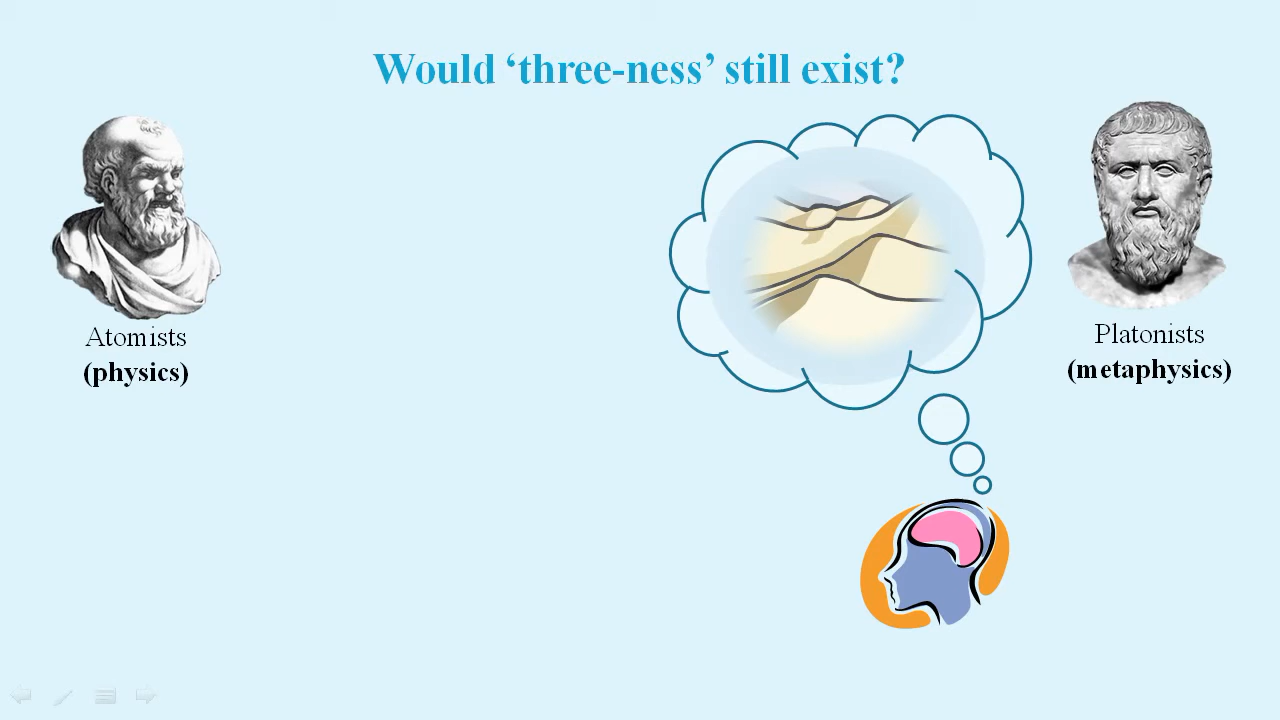 Would ‘three-ness’ still exist?
Atomists
(physics)
Platonists
(metaphysics)